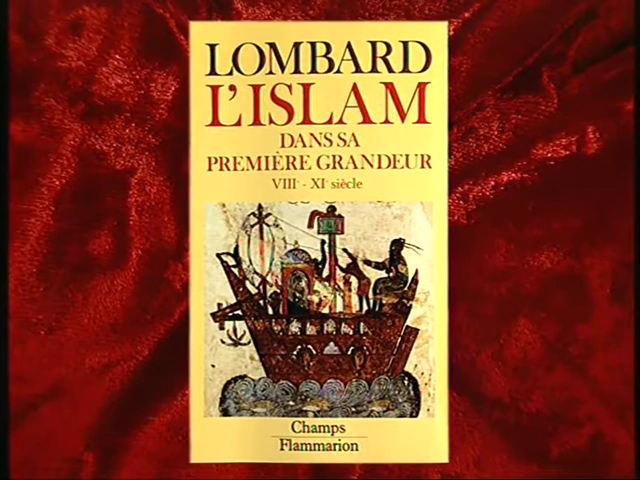 LOMBARD
L'ISLAM
DANS SA
PREMIÈRE GRANDEUR
VIIIᵉ - XIᵉ siècle
Champs
Flammarion